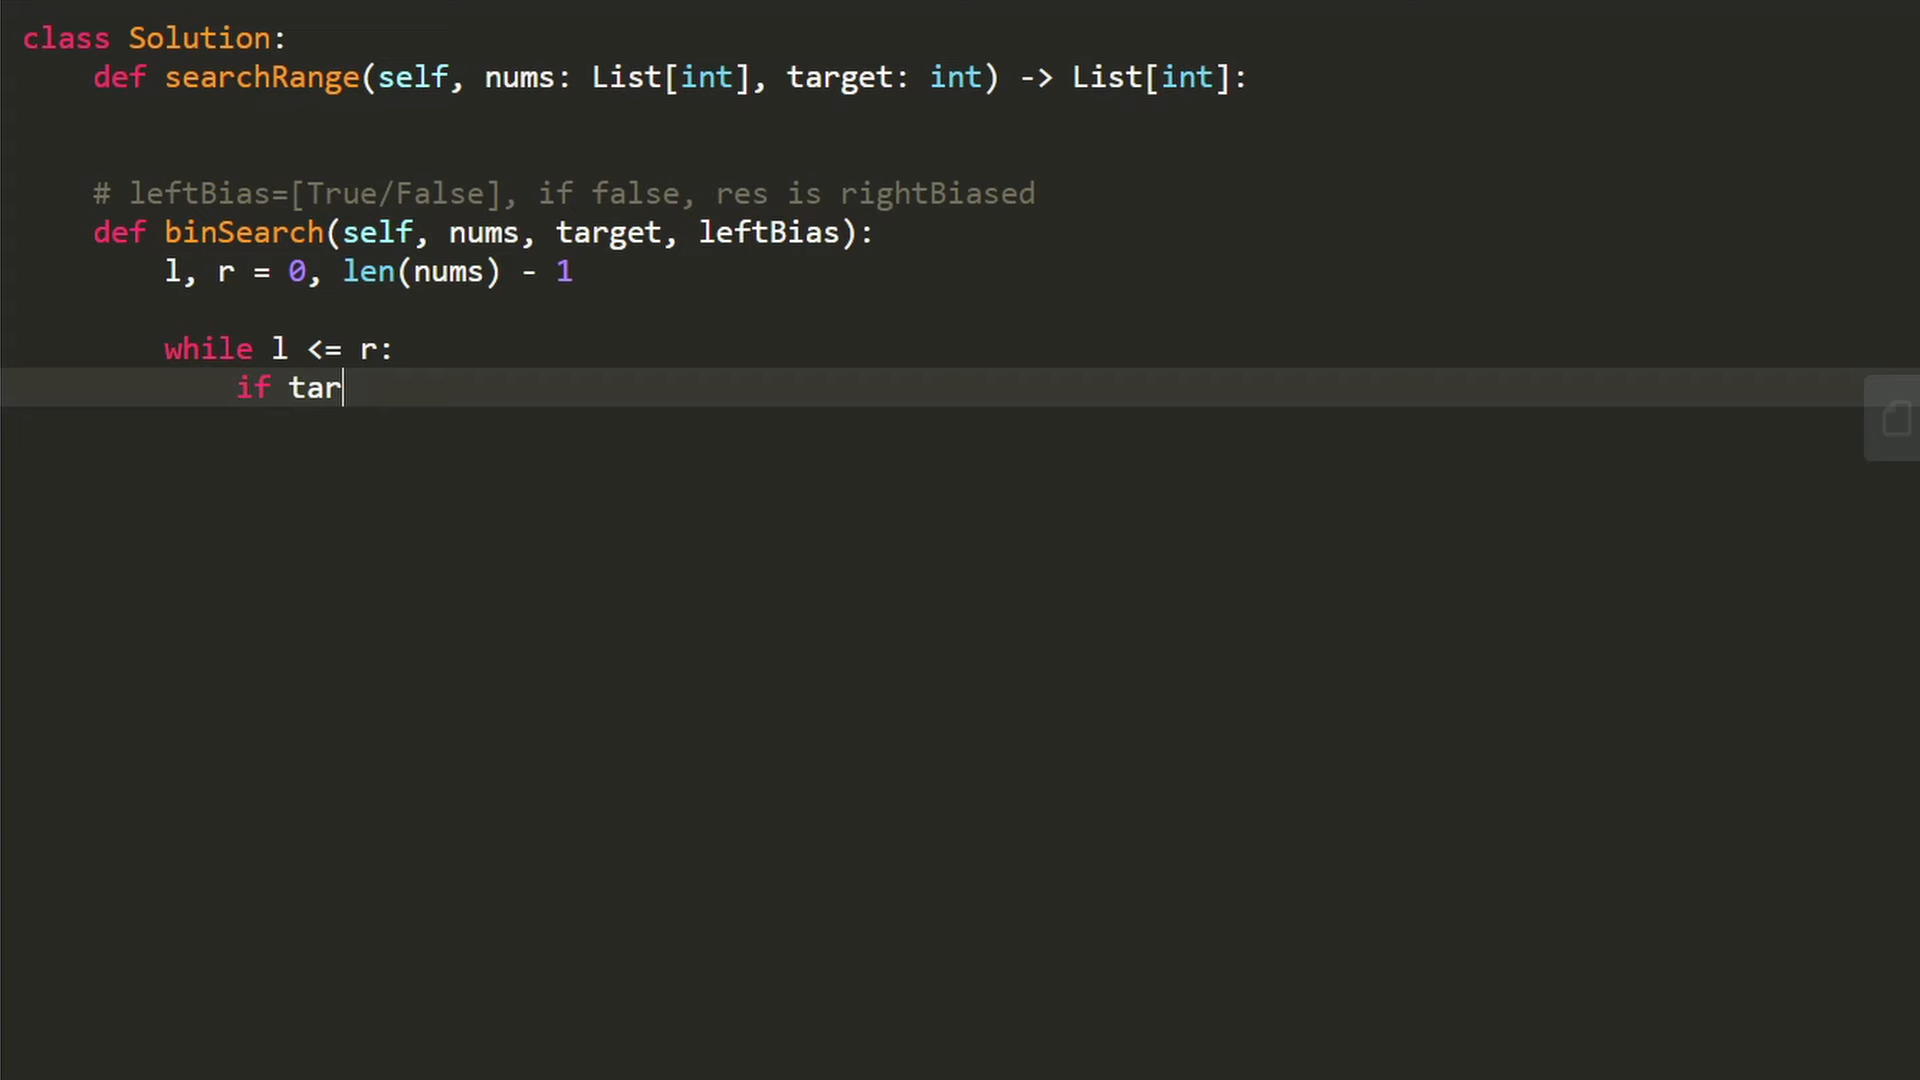 class Solution:
    def searchRange(self, nums: List[int], target: int) -> List[int]:
    # leftBias=[True/False], if false, res is rightBiased
    def binSearch(self, nums, target, leftBias):
        l, r = 0, len(nums) - 1
        while l <= r:
            if tar